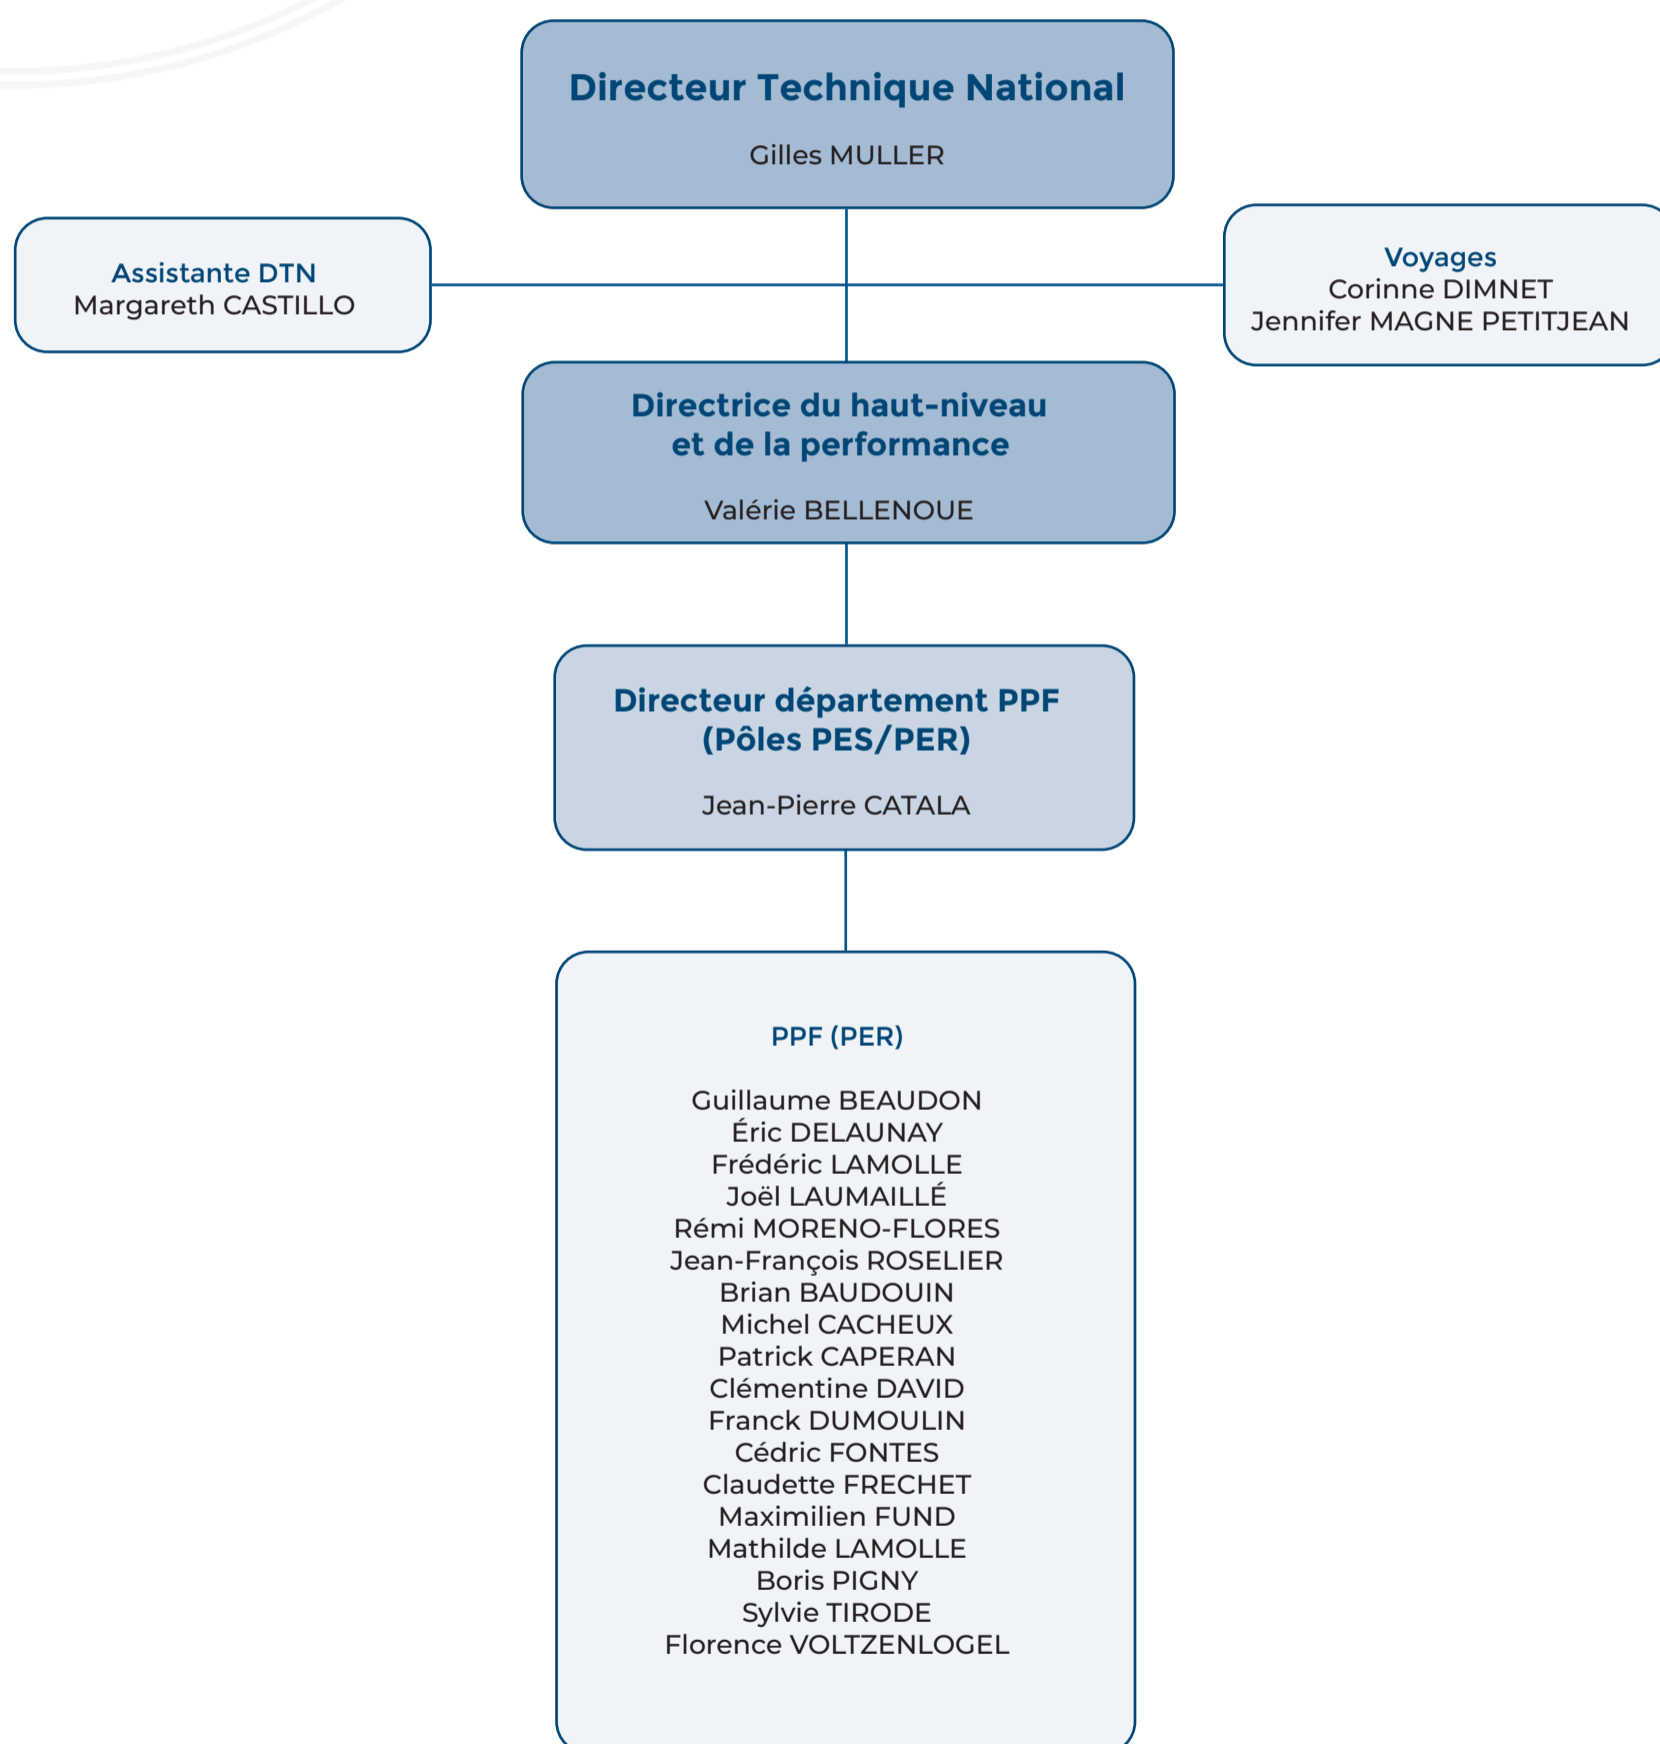 Directeur Technique National
Gilles MULLER
Assistante DTN
Margareth CASTILLO
Voyages
Corinne DIMNET
Jennifer MAGNE PETITJEAN
Directrice du haut-niveau
et de la performance
Valérie BELLENOUE
Directeur département PPF
(Pôles PES/PER)
Jean-Pierre CATALA
PPF (PER)
Guillaume BEAUDON
Éric DELAUNAY
Frédéric LAMOLLE
Joël LAUMAILLÉ
Rémi MORENO-FLORES
Jean-François ROSELIER
Brian BAUDOUIN
Michel CACHEUX
Patrick CAPERAN
Clémentine DAVID
Franck DUMOULIN
Cédric FONTES
Claudette FRECHET
Maximilien FUND
Mathilde LAMOLLE
Boris PIGNY
Sylvie TIRODE
Florence VOLTZENLOGEL